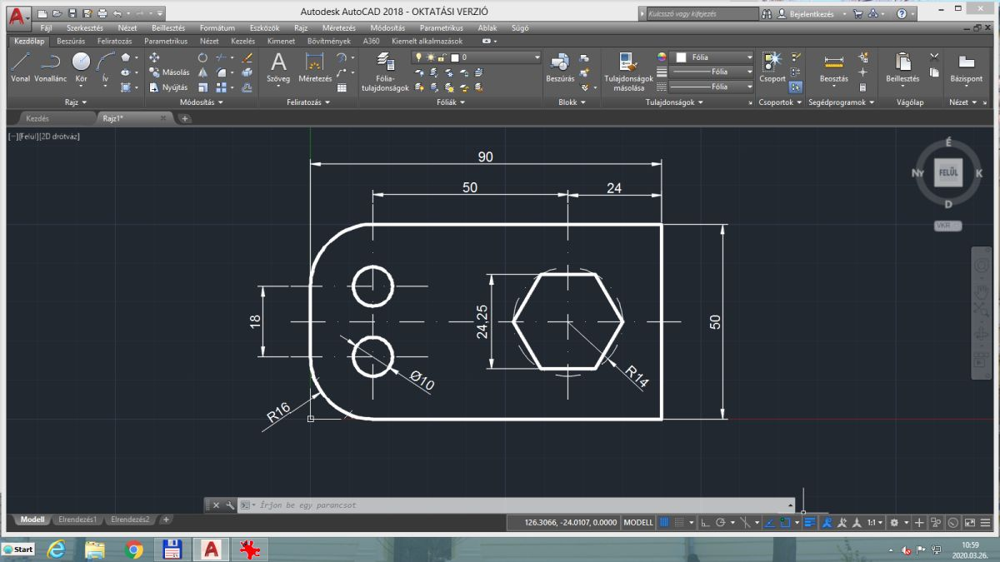 Autodesk AutoCAD 2018 - OKTATÁSI VERZIÓ
Kulcsszó vagy kifejezés
Bejelentkezés
Fájl Szerkesztés Nézet Beillesztés Formátum Eszközök Rajz Méretezés Módosítás Parametrikus Ablak Súgó
Kezdőlap Beszúrás Feliratozás Parametrikus Nézet Kezelés Kimenet Bővítmények A360 Kiemelt alkalmazások
0
Fólia
Másolás
Vonal Vonallánc Kör Ív
Szöveg Méretezés
Fólia-
tulajdonságok
Beszúrás
Tulajdonságok
másolása
Fólia
Csoport
Beosztás
Beillesztés
Bázispont
Nyújtás
Fólia
Rajz Módosítás Feliratozás Fóliák Blokk Tulajdonságok Csoportok Segédprogramok Vágólap Nézet
Kezdés Rajz1*
[−][Felül][2D drótváz]
É
Ny FELÜL K
D
VKR
90
50
24
18
24,25
50
Ø10
R14
R16
Írjon be egy parancsot
Modell Elrendezés1 Elrendezés2 +
126.3066, -24.0107, 0.0000 MODELL
1:1
Start
10:59
2020.03.26.